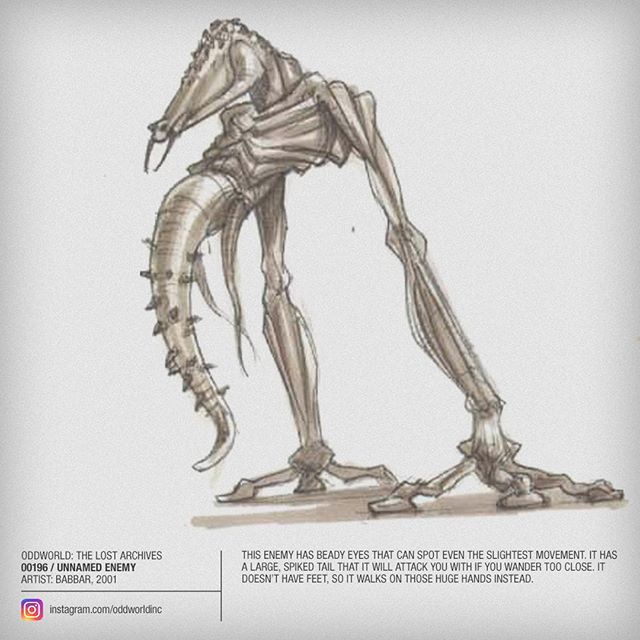 ODDWORLD: THE LOST ARCHIVES
00196 / UNNAMED ENEMY
ARTIST: BABBAR, 2001
instagram.com/oddworldinc
THIS ENEMY HAS BEADY EYES THAT CAN SPOT EVEN THE SLIGHTEST MOVEMENT. IT HAS
A LARGE, SPIKED TAIL THAT IT WILL ATTACK YOU WITH IF YOU WANDER TOO CLOSE. IT
DOESN'T HAVE FEET, SO IT WALKS ON THOSE HUGE HANDS INSTEAD.